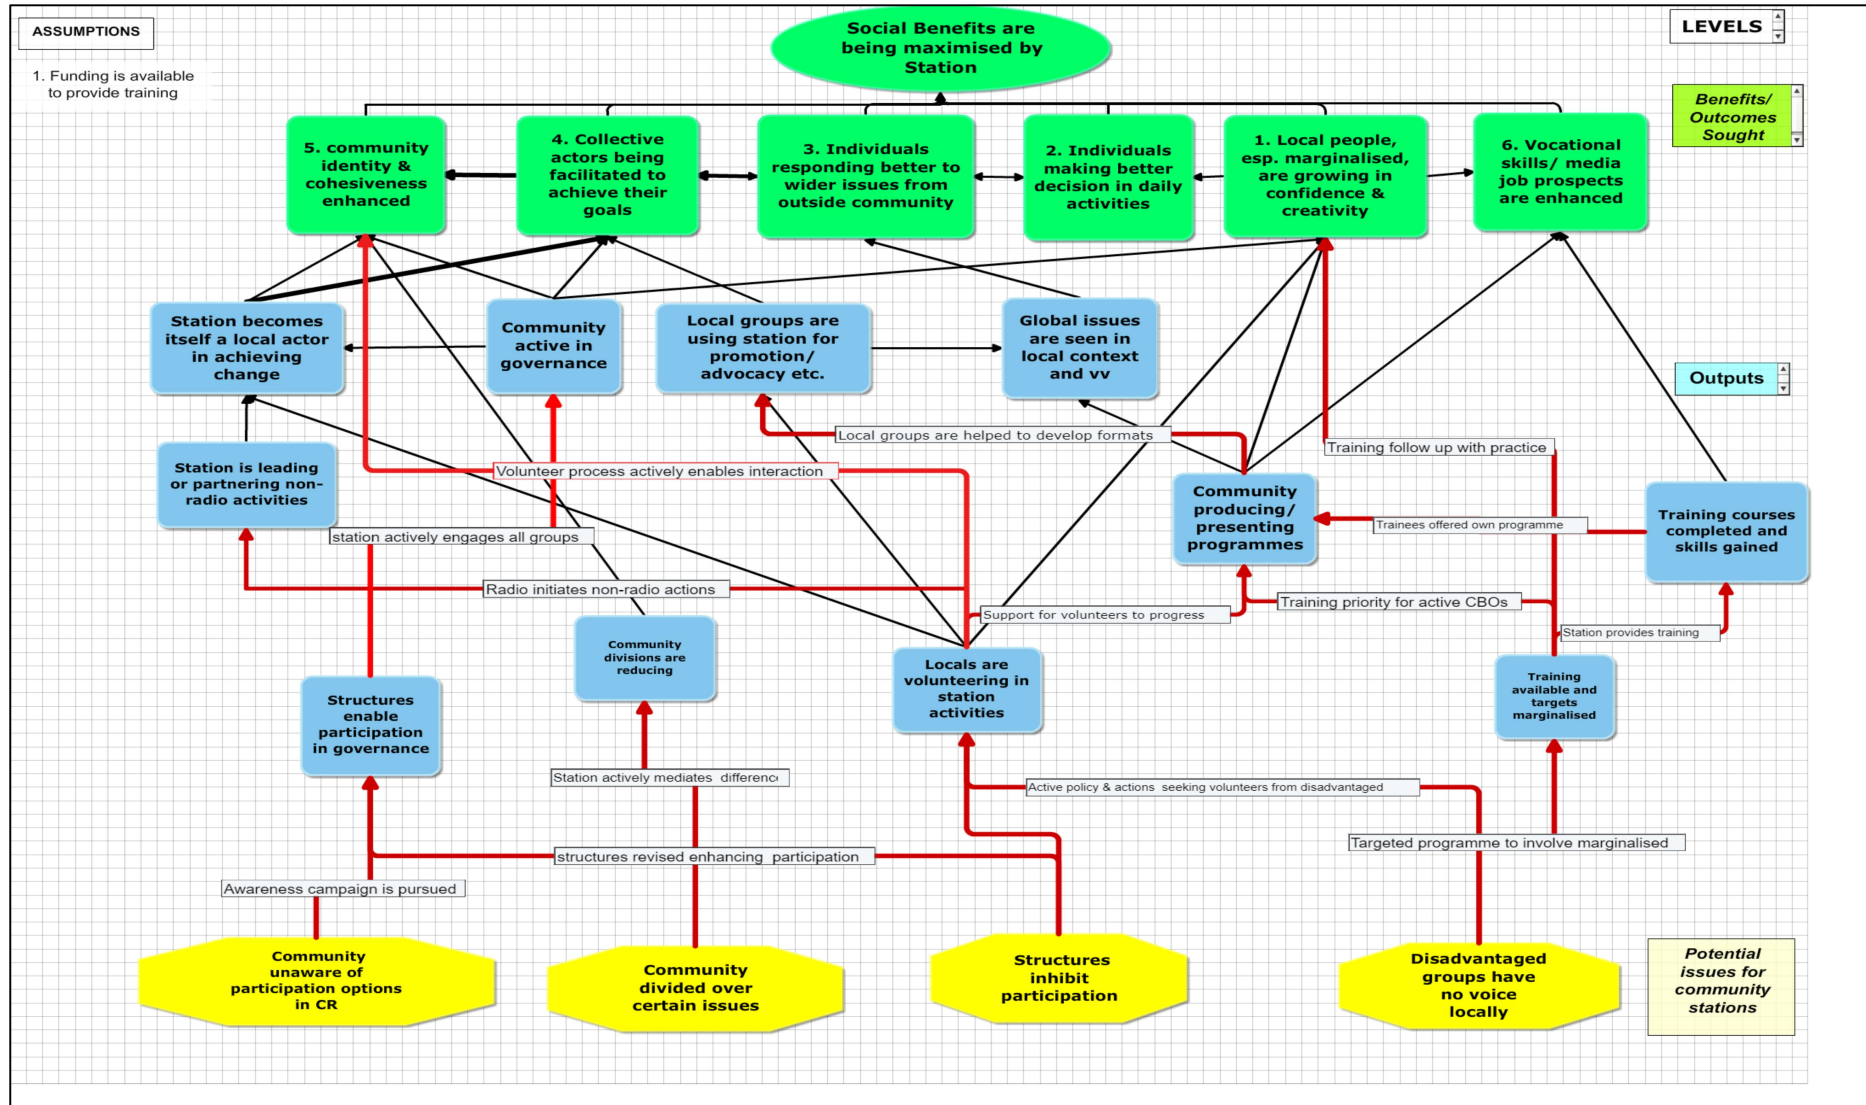 ASSUMPTIONS
1. Funding is available
to provide training
Social Benefits are
being maximised by
Station
LEVELS
Benefits/
Outcomes
Sought
5. community
identity &
cohesiveness
enhanced
4. Collective
actors being
facilitated to
achieve their
goals
3. Individuals
responding better to
wider issues from
outside community
2. Individuals
making better
decision in daily
activities
1. Local people,
esp. marginalised,
are growing in
confidence &
creativity
6. Vocational
skills/ media
job prospects
are enhanced
Station becomes
itself a local actor
in achieving
change
Community
active in
governance
Local groups are
using station for
promotion/
advocacy etc.
Global issues
are seen in
local context
and vv
Outputs
Local groups are helped to develop formats
Training follow up with practice
Station is leading
or partnering non-
radio activities
Volunteer process actively enables interaction
Community
producing/
presenting
programmes
Trainees offered own programme
Training courses
completed and
skills gained
station actively engages all groups
Radio initiates non-radio actions
Support for volunteers to progress
Training priority for active CBOs
Station provides training
Community
divisions are
reducing
Structures
enable
participation
in governance
Locals are
volunteering in
station
activities
Training
available and
targets
marginalised
Station actively mediates differenc
Active policy & actions seeking volunteers from disadvantaged
Targeted programme to involve marginalised
structures revised enhancing participation
Awareness campaign is pursued
Community
unaware of
participation options
in CR
Community
divided over
certain issues
Structures
inhibit
participation
Disadvantaged
groups have
no voice
locally
Potential
issues for
community
stations